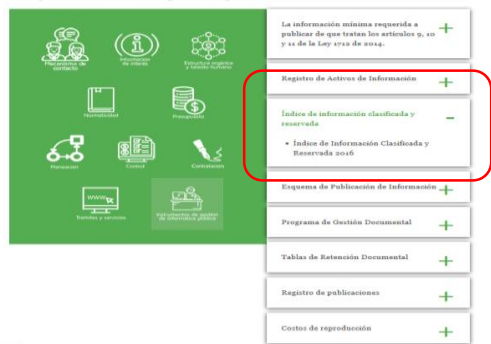 Mecanismo de
contacto
Información
de interés
Estructura orgánica
y talento humano
Normatividad
Presupuesto
Planeación
Control
Contratación
WWW
Trámites y servicios
Instrumentos de gestión
de información pública
La información mínima requerida a
publicar de que tratan los artículos 9, 10
y 11 de la Ley 1712 de 2014.
Registro de Activos de Información
Índice de información clasificada y
reservada
• Índice de Información Clasificada y
Reservada 2016
Esquema de Publicación de Información
Programa de Gestión Documental
Tablas de Retención Documental
Registro de publicaciones
Costos de reproducción